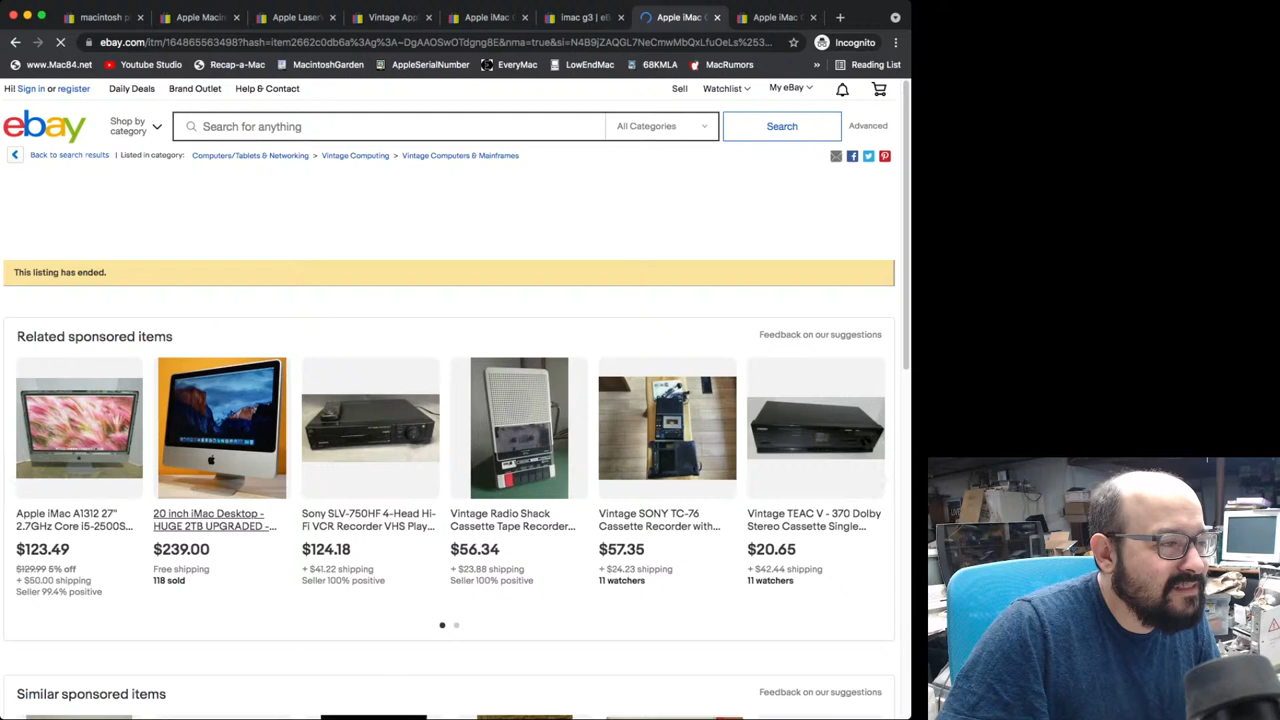 macintosh p
Apple Macin
Apple LaserV
Vintage App
Apple iMac G
imac g3 | eB
Apple iMac G
Apple iMac G
ebay.com/itm/164865563498?hash=item2662c0db6a%3Ag%3A~DgAAOSwOTdgng8E&nma=true&si=N4B9jZAQGL7NeCmwMbQxLfuOeLs%253...
Incognito
www.Mac84.net
YouTube Studio
Recap-a-Mac
MacintoshGarden
AppleSerialNumber
EveryMac
LowEndMac
68KMLA
MacRumors
»
Reading List
Hi! Sign in or register
Daily Deals
Brand Outlet
Help & Contact
Sell
Watchlist
My eBay
ebay
Shop by
category
Search for anything
All Categories
Search
Advanced
Back to search results | Listed in category: Computers/Tablets & Networking > Vintage Computing > Vintage Computers & Mainframes
This listing has ended.
Related sponsored items
Feedback on our suggestions
Apple iMac A1312 27"
2.7GHz Core i5-2500S...
$123.49
$129.99 5% off
+ $50.00 shipping
Seller 99.4% positive
20 inch iMac Desktop -
HUGE 2TB UPGRADED -...
$239.00
Free shipping
118 sold
Sony SLV-750HF 4-Head Hi-
Fi VCR Recorder VHS Play...
$124.18
+ $41.22 shipping
Seller 100% positive
Vintage Radio Shack
Cassette Tape Recorder...
$56.34
+ $23.88 shipping
Seller 100% positive
Vintage SONY TC-76
Cassette Recorder with...
$57.35
+ $24.23 shipping
11 watchers
Vintage TEAC V - 370 Dolby
Stereo Cassette Single...
$20.65
+ $42.44 shipping
11 watchers
Similar sponsored items
Feedback on our suggestions